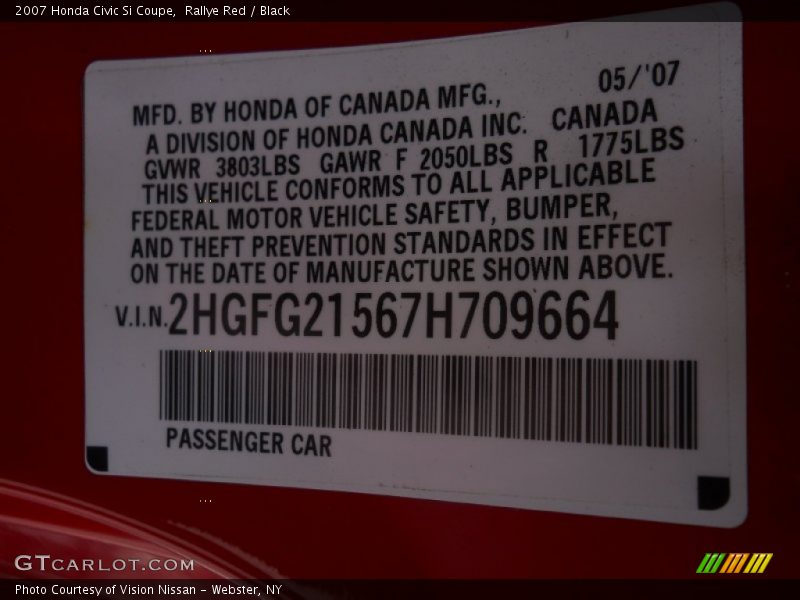 2007 Honda Civic Si Coupe,  Rallye Red / Black
05/'07
MFD. BY HONDA OF CANADA MFG.,
A DIVISION OF HONDA CANADA INC.  CANADA
GVWR 3803LBS  GAWR F 2050LBS  R  1775LBS
THIS VEHICLE CONFORMS TO ALL APPLICABLE
FEDERAL MOTOR VEHICLE SAFETY, BUMPER,
AND THEFT PREVENTION STANDARDS IN EFFECT
ON THE DATE OF MANUFACTURE SHOWN ABOVE.
V.I.N. 2HGFG21567H709664
PASSENGER CAR
GTCARLOT.COM
Photo Courtesy of Vision Nissan - Webster, NY